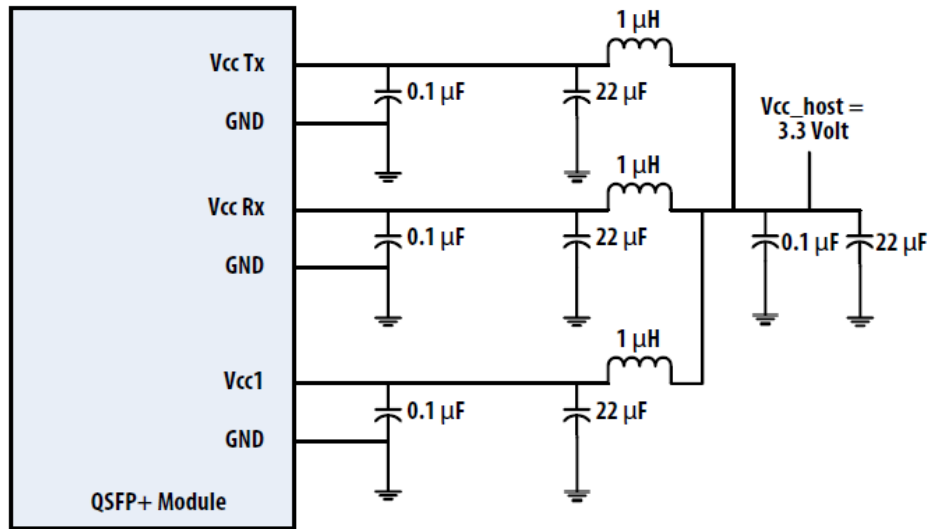 1 μH
Vcc Tx
0.1 μF
22 μF
Vcc_host =
3.3 Volt
GND
1 μH
Vcc Rx
0.1 μF
22 μF
0.1 μF
22 μF
GND
1 μH
Vcc1
0.1 μF
22 μF
GND
QSFP+ Module